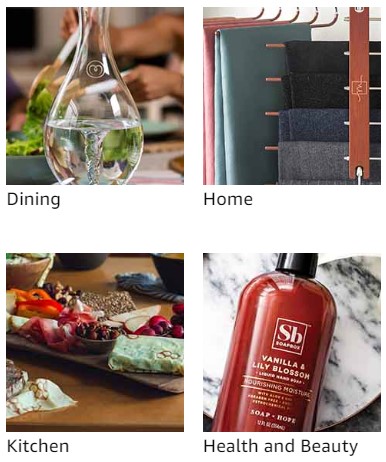 Dining
Home
Sb
SOAPBOX
VANILLA &
LILY BLOSSOM
LIQUID HAND SOAP
NOURISHING MOISTURE
SOAP = HOPE
Kitchen
Health and Beauty